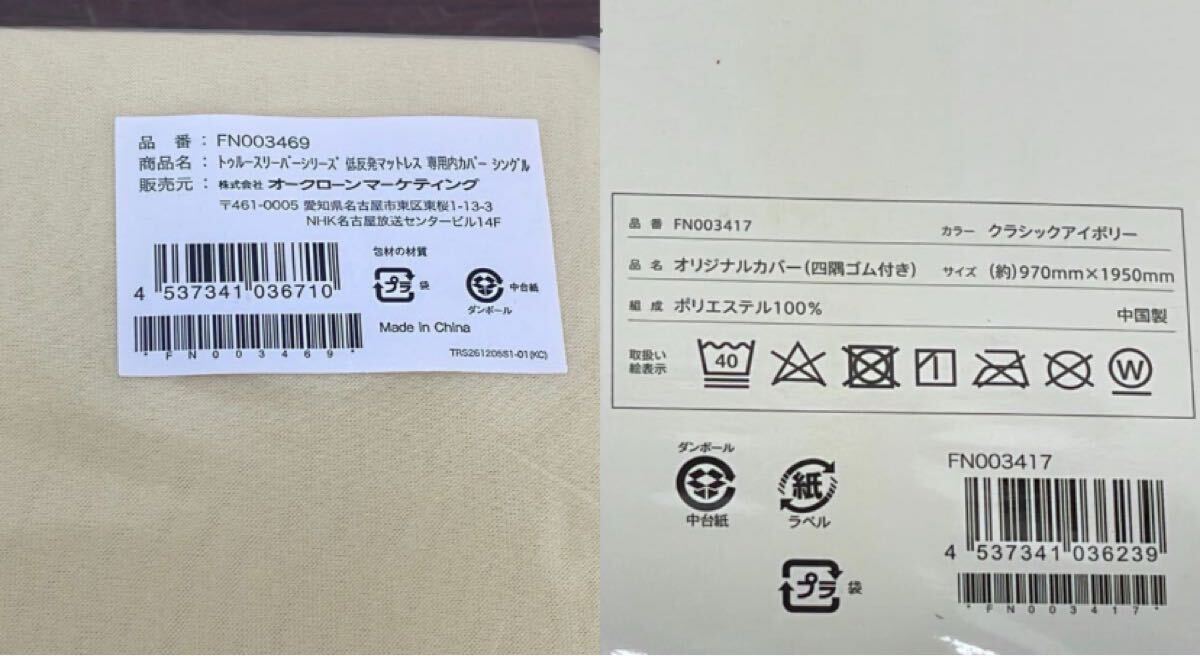 品 番 : FN003469
商品名 : トゥルースリーパーシリーズ 低反発マットレス 専用内カバー シングル
販売元 : 株式会社 オークローンマーケティング
〒461-0005 愛知県名古屋市東区東桜1-13-3
NHK名古屋放送センタービル14F
包材の材質
プラ 袋
中台紙
ダンボール
4 537341 036710
Made in China
*FN003469*
TRS261205S1-01(KC)
品 番 FN003417 カラー クラシックアイボリー
品 名 オリジナルカバー(四隅ゴム付き) サイズ (約)970mm×1950mm
組 成 ポリエステル100% 中国製
取扱い
絵表示
40
W
ダンボール
中台紙
紙
ラベル
プラ 袋
FN003417
4 537341 036239
*FN003417*